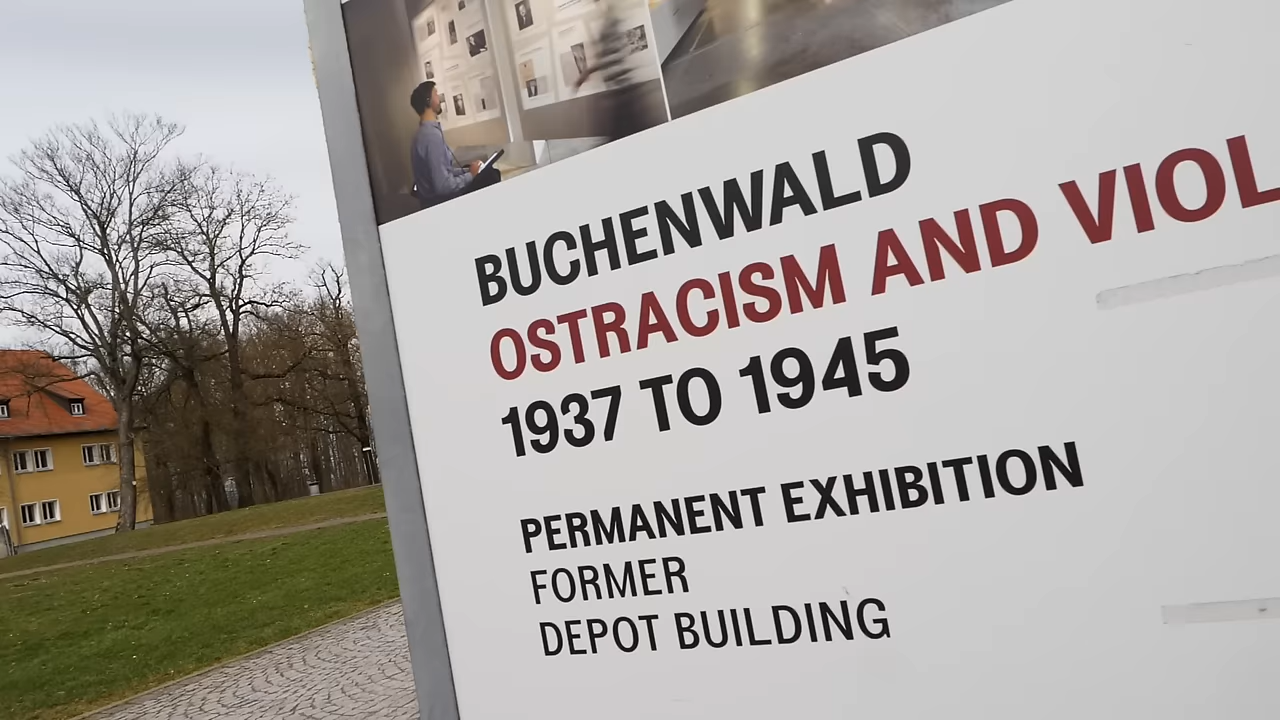 BUCHENWALD
OSTRACISM AND VIOL
1937 TO 1945
PERMANENT EXHIBITION
FORMER
DEPOT BUILDING